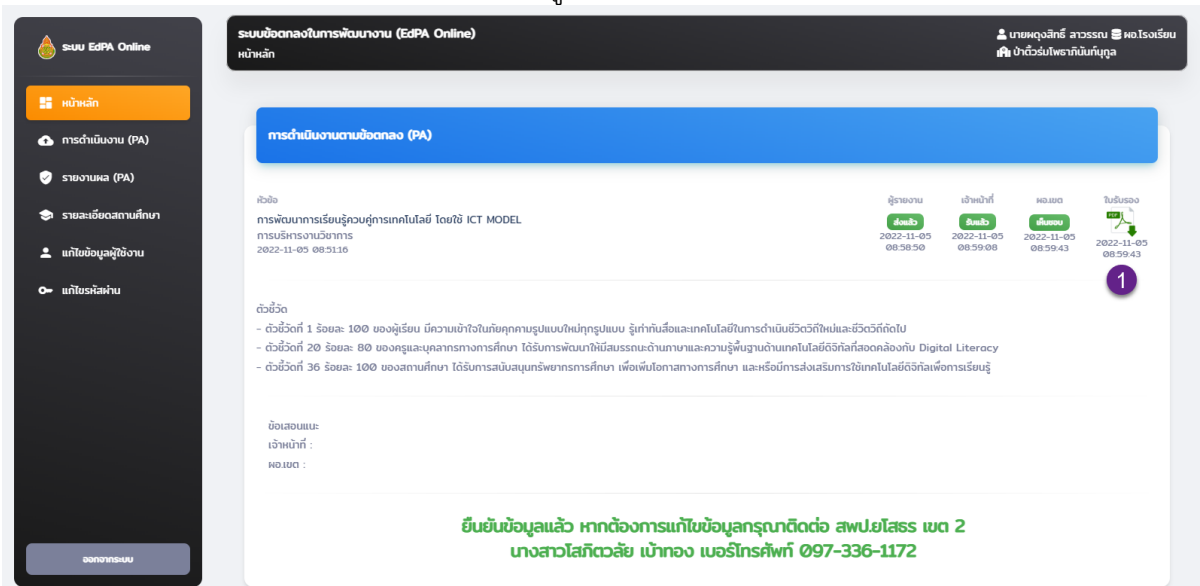 ระบบ EdPA Online
หน้าหลัก
การดำเนินงาน (PA)
รายงานผล (PA)
รายละเอียดสถานศึกษา
แก้ไขข้อมูลผู้ใช้งาน
แก้ไขรหัสผ่าน
ออกจากระบบ
ระบบข้อตกลงในการพัฒนางาน (EdPA Online)
หน้าหลัก
นายผดุงสิทธิ์ ลาวรรณ ผอ.โรงเรียน
ป่าติ้วร่มโพธาภินันท์นุกูล
การดำเนินงานตามข้อตกลง (PA)
หัวข้อ
การพัฒนาการเรียนรู้ควบคู่การเทคโนโลยี โดยใช้ ICT MODEL
การบริหารงานวิชาการ
2022-11-05 08:51:16
ผู้รายงาน
ส่งแล้ว
2022-11-05
08:58:50
เจ้าหน้าที่
รับแล้ว
2022-11-05
08:59:08
ผอ.เขต
เห็นชอบ
2022-11-05
08:59:43
ใบรับรอง
PDF
2022-11-05
08:59:43
1
ตัวชี้วัด
- ตัวชี้วัดที่ 1 ร้อยละ 100 ของผู้เรียน มีความเข้าใจในภัยคุกคามรูปแบบใหม่ทุกรูปแบบ รู้เท่าทันสื่อและเทคโนโลยีในการดำเนินชีวิตวิถีใหม่และชีวิตวิถีถัดไป
- ตัวชี้วัดที่ 20 ร้อยละ 80 ของครูและบุคลากรทางการศึกษา ได้รับการพัฒนาให้มีสมรรถนะด้านภาษาและความรู้พื้นฐานด้านเทคโนโลยีดิจิทัลที่สอดคล้องกับ Digital Literacy
- ตัวชี้วัดที่ 36 ร้อยละ 100 ของสถานศึกษา ได้รับการสนับสนุนทรัพยากรการศึกษา เพื่อเพิ่มโอกาสทางการศึกษา และหรือมีการส่งเสริมการใช้เทคโนโลยีดิจิทัลเพื่อการเรียนรู้
ข้อเสอนแนะ
เจ้าหน้าที่ :
ผอ.เขต :
ยืนยันข้อมูลแล้ว หากต้องการแก้ไขข้อมูลกรุณาติดต่อ สพป.ยโสธร เขต 2
นางสาวโสภิตวลัย เบ้าทอง เบอร์โทรศัพท์ 097-336-1172